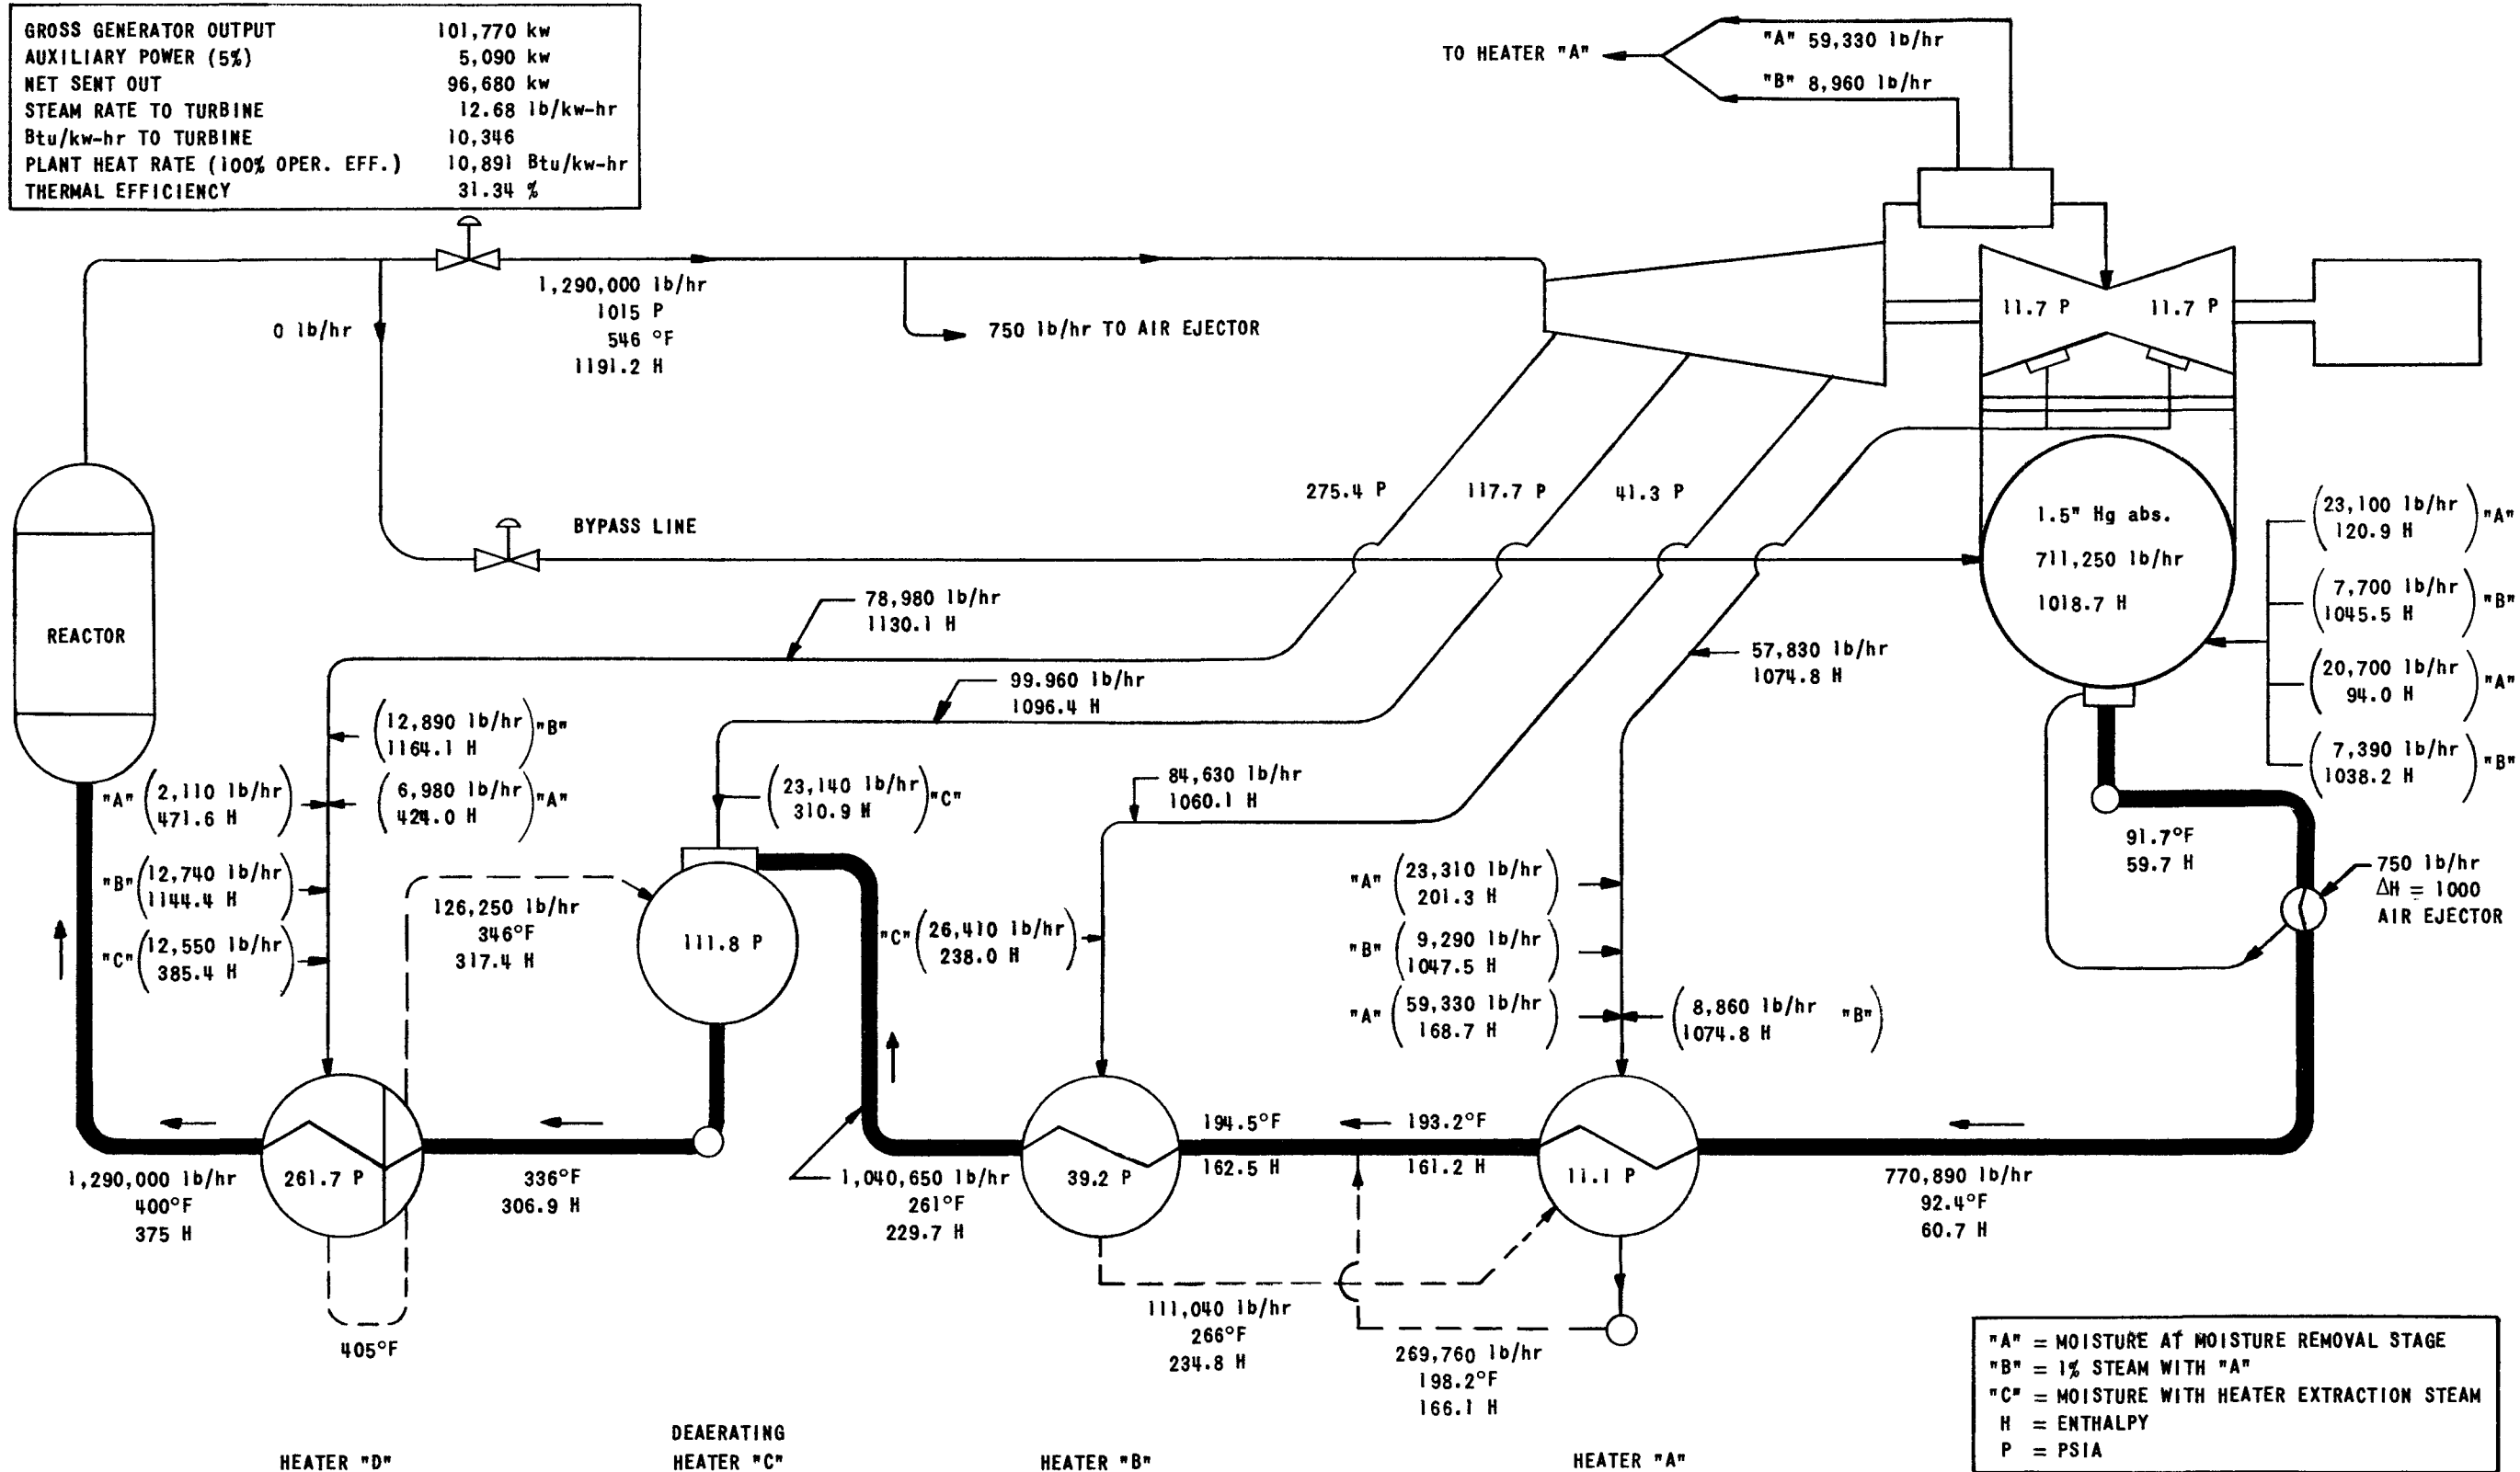 GROSS GENERATOR OUTPUT 101,770 kw
AUXILIARY POWER (5%) 5,090 kw
NET SENT OUT 96,680 kw
STEAM RATE TO TURBINE 12.68 lb/kw-hr
Btu/kw-hr TO TURBINE 10,346
PLANT HEAT RATE (100% OPER. EFF.) 10,891 Btu/kw-hr
THERMAL EFFICIENCY 31.34 %
TO HEATER "A"
"A" 59,330 lb/hr
"B" 8,960 lb/hr
1,290,000 lb/hr
1015 P
546 °F
1191.2 H
0 lb/hr
750 lb/hr TO AIR EJECTOR
11.7 P
11.7 P
275.4 P
117.7 P
41.3 P
BYPASS LINE
1.5" Hg abs.
711,250 lb/hr
1018.7 H
(23,100 lb/hr
120.9 H) "A"
(7,700 lb/hr
1045.5 H) "B"
(20,700 lb/hr
94.0 H) "A"
(7,390 lb/hr
1038.2 H) "B"
REACTOR
78,980 lb/hr
1130.1 H
99.960 lb/hr
1096.4 H
57,830 lb/hr
1074.8 H
(12,890 lb/hr
1164.1 H) "B"
"A" (2,110 lb/hr
471.6 H)
(6,980 lb/hr
424.0 H) "A"
(23,140 lb/hr
310.9 H) "C"
84,630 lb/hr
1060.1 H
91.7°F
59.7 H
750 lb/hr
ΔH = 1000
AIR EJECTOR
"B" (12,740 lb/hr
1144.4 H)
126,250 lb/hr
346°F
317.4 H
111.8 P
"C" (12,550 lb/hr
385.4 H)
"C" (26,410 lb/hr
238.0 H)
"A" (23,310 lb/hr
201.3 H)
"B" (9,290 lb/hr
1047.5 H)
"A" (59,330 lb/hr
168.7 H)
(8,860 lb/hr "B"
1074.8 H)
1,290,000 lb/hr
400°F
375 H
261.7 P
336°F
306.9 H
1,040,650 lb/hr
261°F
229.7 H
39.2 P
194.5°F
162.5 H
193.2°F
161.2 H
11.1 P
770,890 lb/hr
92.4°F
60.7 H
405°F
111,040 lb/hr
266°F
234.8 H
269,760 lb/hr
198.2°F
166.1 H
"A" = MOISTURE AT MOISTURE REMOVAL STAGE
"B" = 1% STEAM WITH "A"
"C" = MOISTURE WITH HEATER EXTRACTION STEAM
H = ENTHALPY
P = PSIA
HEATER "D"
DEAERATING
HEATER "C"
HEATER "B"
HEATER "A"